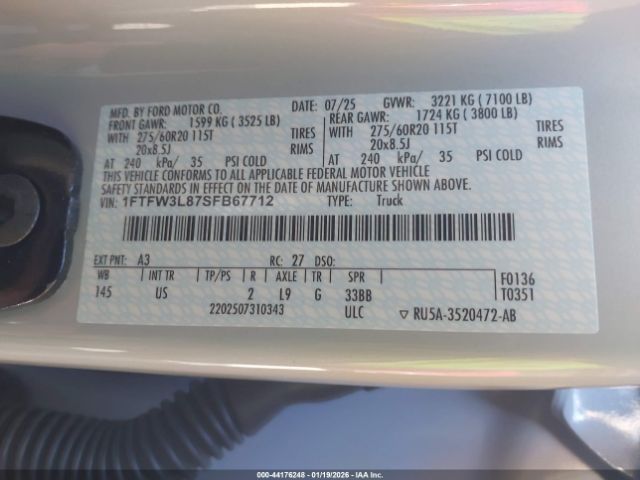 MFD. BY FORD MOTOR CO. DATE: 07/25 GVWR: 3221 KG ( 7100 LB)
FRONT GAWR: 1599 KG ( 3525 LB) REAR GAWR: 1724 KG ( 3800 LB)
WITH 275/60R20 115T TIRES WITH 275/60R20 115T TIRES
20x8.5J RIMS 20x8.5J RIMS
AT 240 kPa/ 35 PSI COLD AT 240 kPa/ 35 PSI COLD
THIS VEHICLE CONFORMS TO ALL APPLICABLE FEDERAL MOTOR VEHICLE
SAFETY STANDARDS IN EFFECT ON THE DATE OF MANUFACTURE SHOWN ABOVE.
VIN: 1FTFW3L87SFB67712 TYPE: Truck
EXT PNT: A3 RC: 27 DSO:
WB INT TR TP/PS R AXLE TR SPR F0136
145 US 2 L9 G 33BB T0351
2202507310343 ULC ▽ RU5A-3520472-AB
000-44176248 - 01/19/2026 - IAA, Inc.